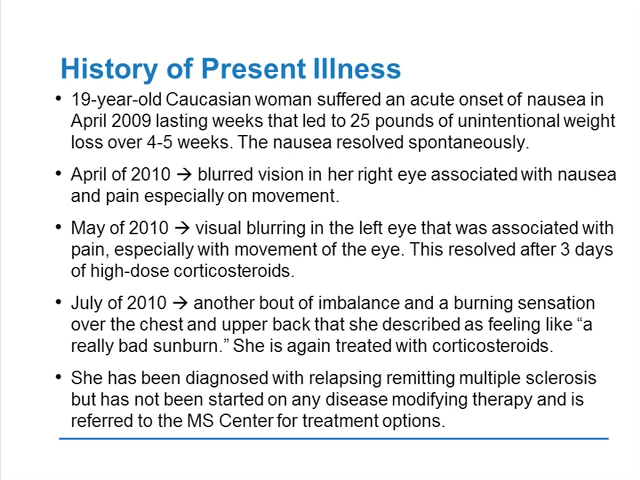 History of Present Illness
• 19-year-old Caucasian woman suffered an acute onset of nausea in
April 2009 lasting weeks that led to 25 pounds of unintentional weight
loss over 4-5 weeks. The nausea resolved spontaneously.
• April of 2010 → blurred vision in her right eye associated with nausea
and pain especially on movement.
• May of 2010 → visual blurring in the left eye that was associated with
pain, especially with movement of the eye. This resolved after 3 days
of high-dose corticosteroids.
• July of 2010 → another bout of imbalance and a burning sensation
over the chest and upper back that she described as feeling like “a
really bad sunburn.” She is again treated with corticosteroids.
• She has been diagnosed with relapsing remitting multiple sclerosis
but has not been started on any disease modifying therapy and is
referred to the MS Center for treatment options.